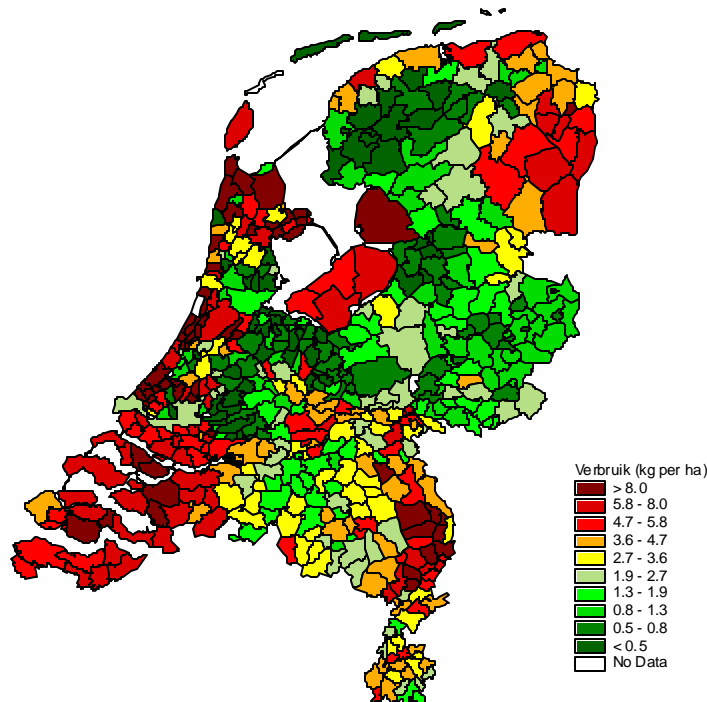 Verbruik (kg per ha)
> 8.0
5.8 - 8.0
4.7 - 5.8
3.6 - 4.7
2.7 - 3.6
1.9 - 2.7
1.3 - 1.9
0.8 - 1.3
0.5 - 0.8
< 0.5
No Data